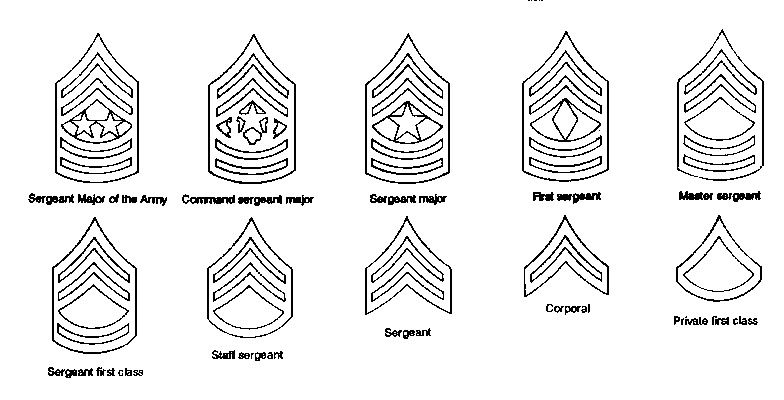 Sergeant Major of the Army
Command sergeant major
Sergeant major
First sergeant
Master sergeant
Sergeant first class
Staff sergeant
Sergeant
Corporal
Private first class